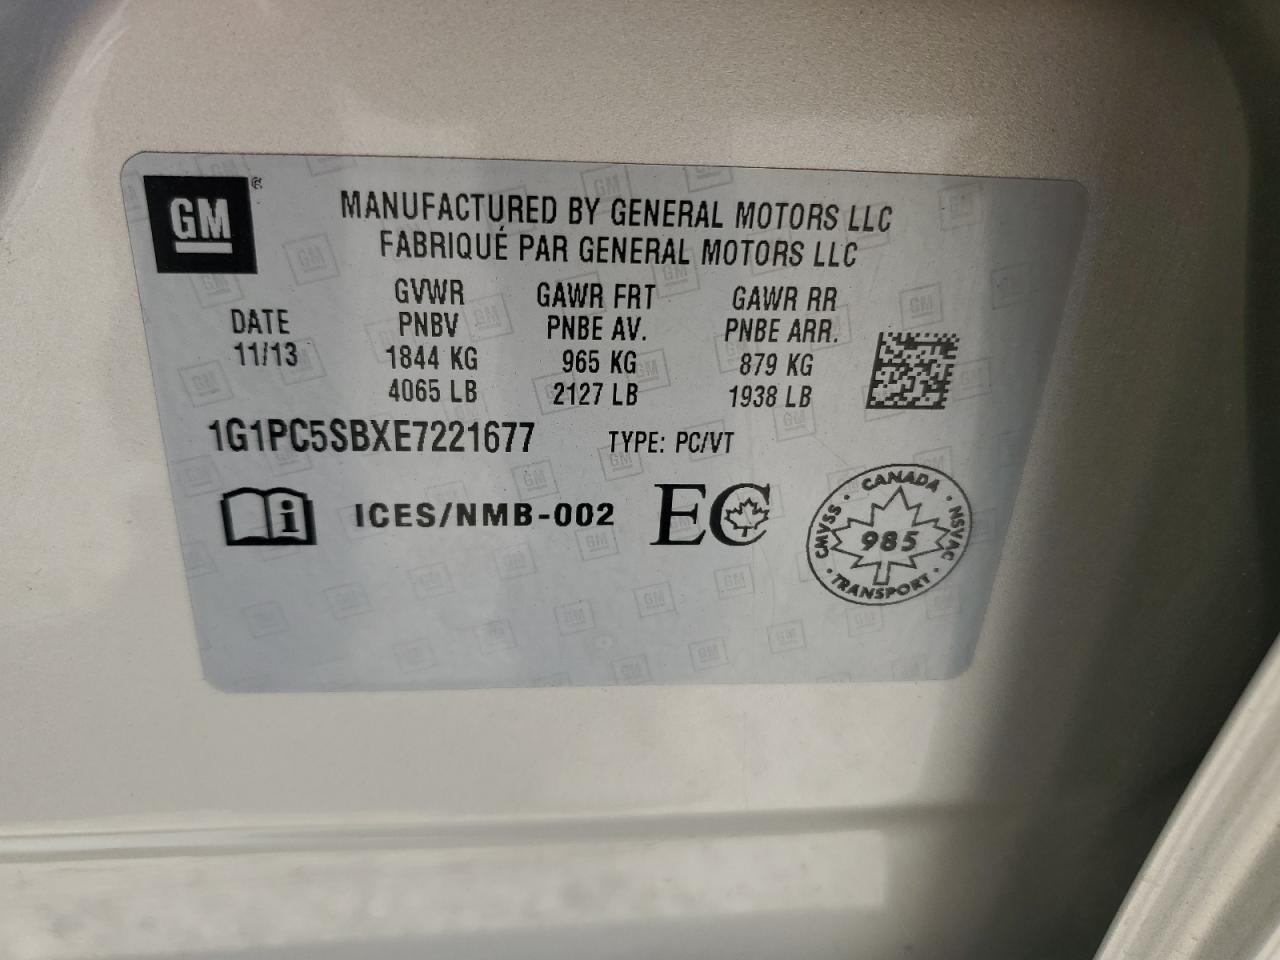 GM
MANUFACTURED BY GENERAL MOTORS LLC
FABRIQUÉ PAR GENERAL MOTORS LLC
GVWR GAWR FRT GAWR RR
DATE PNBV PNBE AV. PNBE ARR.
11/13 1844 KG 965 KG 879 KG
4065 LB 2127 LB 1938 LB
1G1PC5SBXE7221677 TYPE: PC/VT
i ICES/NMB-002 EC
CANADA
CMVSS 985 NSVAC
TRANSPORT